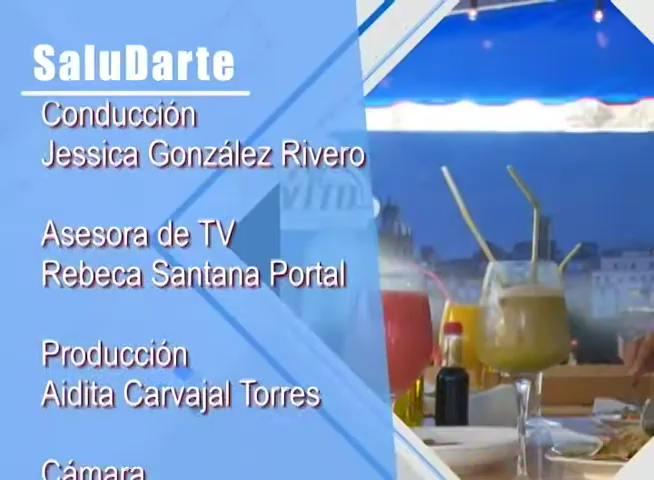 SaluDarte
Conducción
Jessica González Rivero
Asesora de TV
Rebeca Santana Portal
Producción
Aidita Carvajal Torres
Cámara